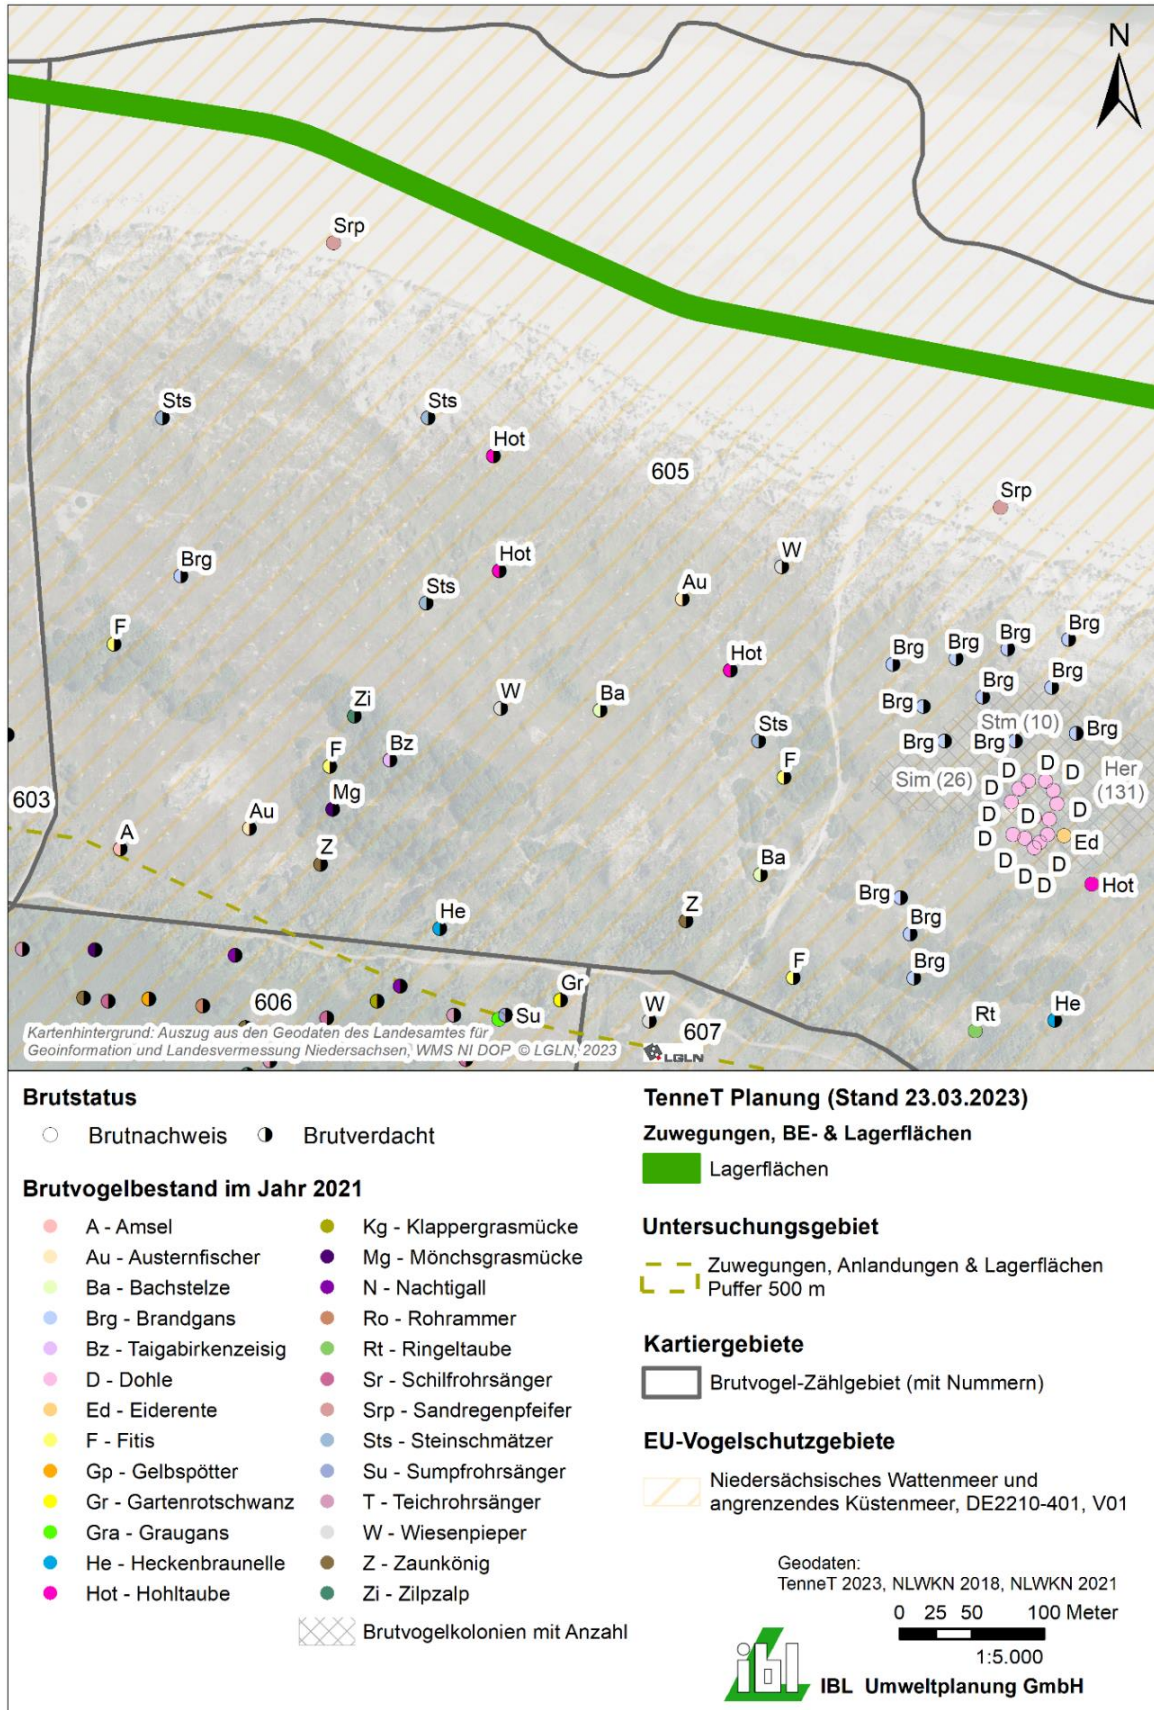 N
Srp
Sts
Sts
Hot
605
Srp
Brg
Hot
W
Sts
Au
F
Brg
Brg
Brg
Brg
Hot
Brg
Brg
Zi
W
Ba
Brg
Stm (10)
Sts
Brg
Brg
Brg
F
Bz
F
D
D
Her
(131)
Sim (26)
603
Mg
D
D
D
D
D
Au
A
Ed
Z
Ba
D
D
D
D
D
Hot
Brg
He
Z
Brg
F
Brg
Gr
606
Su
W
607
Rt
He
Kartenhintergrund: Auszug aus den Geodaten des Landesamtes für
Geoinformation und Landesvermessung Niedersachsen, WMS NI DOP © LGLN, 2023
LGLN
Brutstatus
Brutnachweis
Brutverdacht
Brutvogelbestand im Jahr 2021
A - Amsel
Au - Austernfischer
Ba - Bachstelze
Brg - Brandgans
Bz - Taigabirkenzeisig
D - Dohle
Ed - Eiderente
F - Fitis
Gp - Gelbspötter
Gr - Gartenrotschwanz
Gra - Graugans
He - Heckenbraunelle
Hot - Hohltaube
Kg - Klappergrasmücke
Mg - Mönchsgrasmücke
N - Nachtigall
Ro - Rohrammer
Rt - Ringeltaube
Sr - Schilfrohrsänger
Srp - Sandregenpfeifer
Sts - Steinschmätzer
Su - Sumpfrohrsänger
T - Teichrohrsänger
W - Wiesenpieper
Z - Zaunkönig
Zi - Zilpzalp
Brutvogelkolonien mit Anzahl
TenneT Planung (Stand 23.03.2023)
Zuwegungen, BE- & Lagerflächen
Lagerflächen
Untersuchungsgebiet
Zuwegungen, Anlandungen & Lagerflächen
Puffer 500 m
Kartiergebiete
Brutvogel-Zählgebiet (mit Nummern)
EU-Vogelschutzgebiete
Niedersächsisches Wattenmeer und
angrenzendes Küstenmeer, DE2210-401, V01
Geodaten:
TenneT 2023, NLWKN 2018, NLWKN 2021
0 25 50 100 Meter
1:5.000
ibl
IBL Umweltplanung GmbH